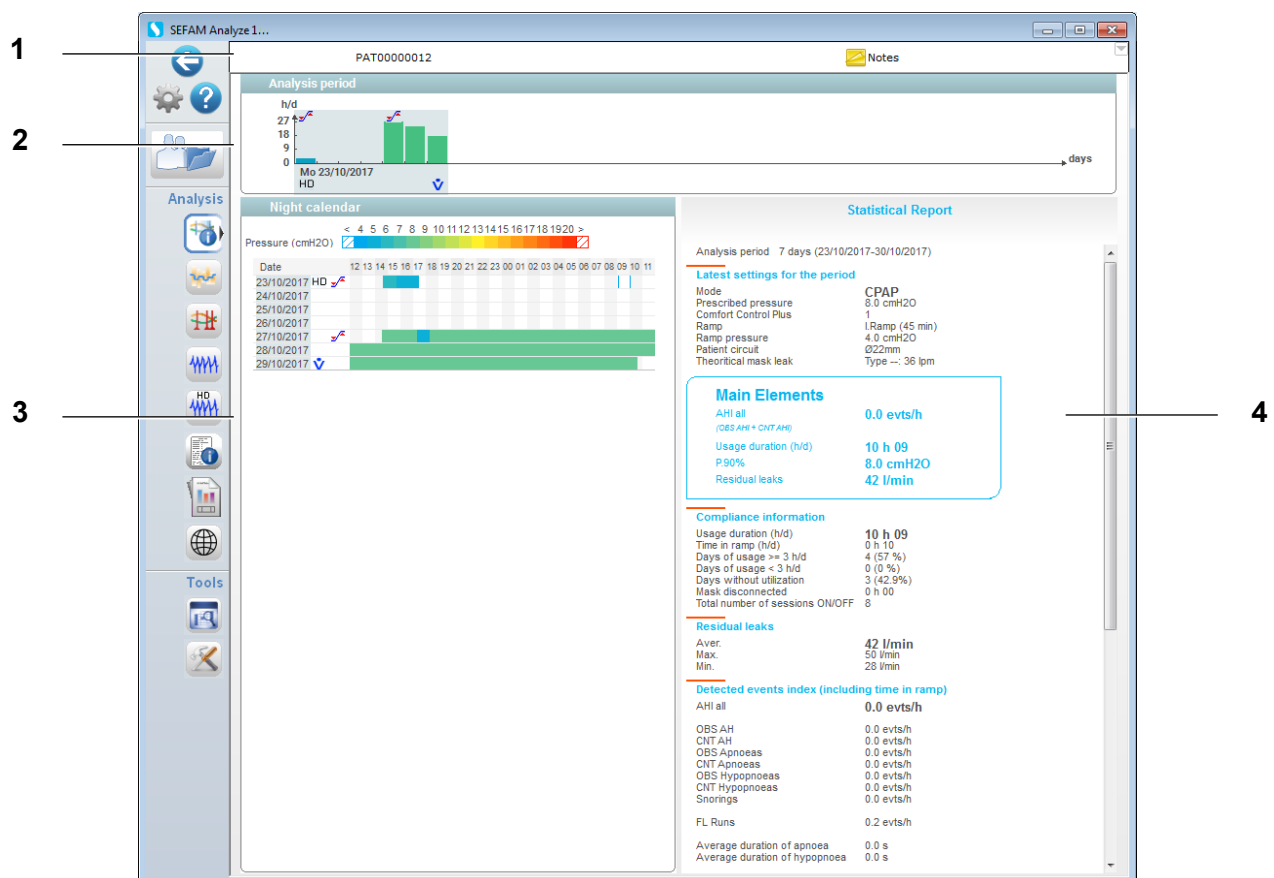 SEFAM Analyze 1...
1
PAT00000012
Notes
Analysis period
h/d
27
18
9
0
days
Mo 23/10/2017
HD
2
Analysis
HD
Tools
3
Night calendar
< 4 5 6 7 8 9 10 11 12 13 14 15 16 17 18 19 20 >
Pressure (cmH2O)
Date 12 13 14 15 16 17 18 19 20 21 22 23 00 01 02 03 04 05 06 07 08 09 10 11
23/10/2017 HD
24/10/2017
25/10/2017
26/10/2017
27/10/2017
28/10/2017
29/10/2017
Statistical Report
Analysis period 7 days (23/10/2017-30/10/2017)
Latest settings for the period
Mode CPAP
Prescribed pressure 8.0 cmH2O
Comfort Control Plus 1
Ramp I.Ramp (45 min)
Ramp pressure 4.0 cmH2O
Patient circuit Ø22mm
Theoritical mask leak Type --: 36 lpm
Main Elements
AHI all 0.0 evts/h
(OBS AHI + CNT AHI)
Usage duration (h/d) 10 h 09
P.90% 8.0 cmH2O
Residual leaks 42 l/min
4
Compliance information
Usage duration (h/d) 10 h 09
Time in ramp (h/d) 0 h 10
Days of usage >= 3 h/d 4 (57 %)
Days of usage < 3 h/d 0 (0 %)
Days without utilization 3 (42.9%)
Mask disconnected 0 h 00
Total number of sessions ON/OFF 8
Residual leaks
Aver. 42 l/min
Max. 50 l/min
Min. 28 l/min
Detected events index (including time in ramp)
AHI all 0.0 evts/h
OBS AH 0.0 evts/h
CNT AH 0.0 evts/h
OBS Apnoeas 0.0 evts/h
CNT Apnoeas 0.0 evts/h
OBS Hypopnoeas 0.0 evts/h
CNT Hypopnoeas 0.0 evts/h
Snorings 0.0 evts/h
FL Runs 0.2 evts/h
Average duration of apnoea 0.0 s
Average duration of hypopnoea 0.0 s